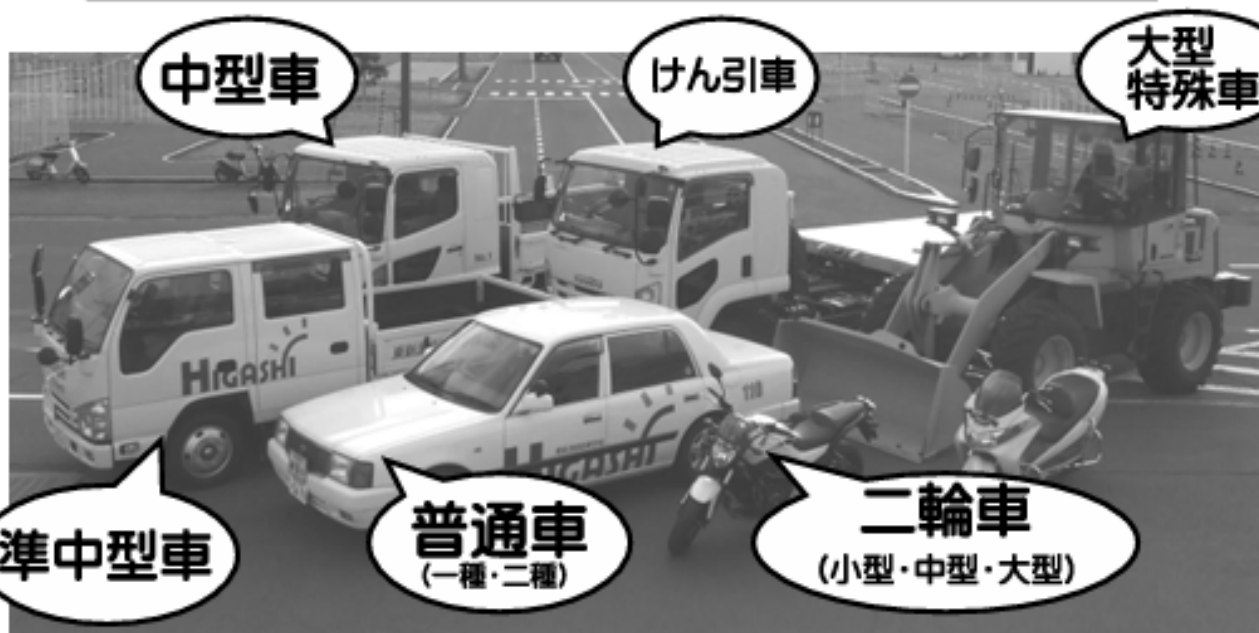 中型車
けん引車
大型
特殊車
HIGASHI
HIGASHI
118
準中型車
普通車
(一種・二種)
二輪車
(小型・中型・大型)